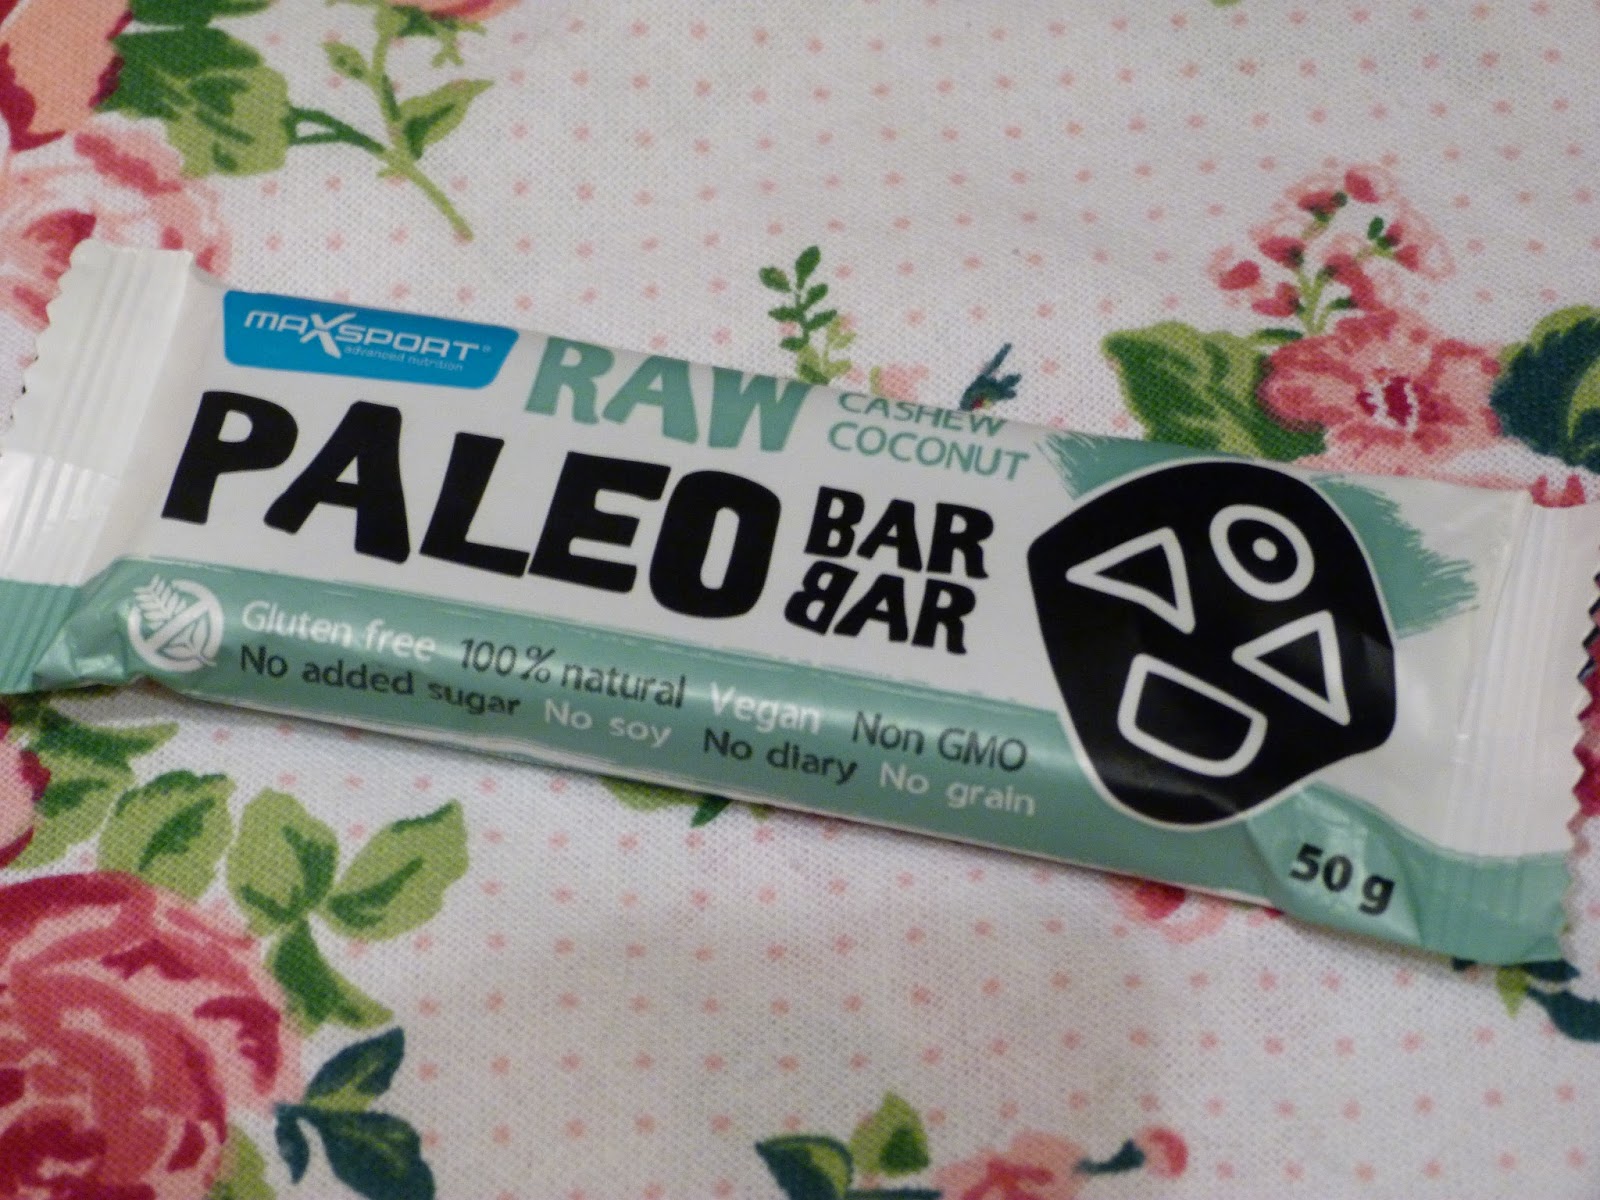 MAXSPORT®
advanced nutrition
RAW
CASHEW
COCONUT
PALEO
BAR
BAR
Gluten free 100% natural Vegan Non GMO
No added sugar No soy No diary No grain
50 g